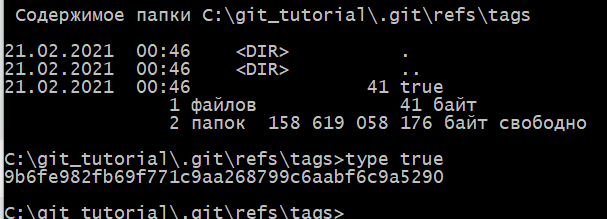 Содержимое папки C:\git_tutorial\.git\refs\tags
21.02.2021 00:46 <DIR> .
21.02.2021 00:46 <DIR> ..
21.02.2021 00:46 41 true
1 файлов 41 байт
2 папок 158 619 058 176 байт свободно
C:\git_tutorial\.git\refs\tags>type true
9b6fe982fb69f771c9aa268799c6aabf6c9a5290
C:\git_tutorial\.git\refs\tags>